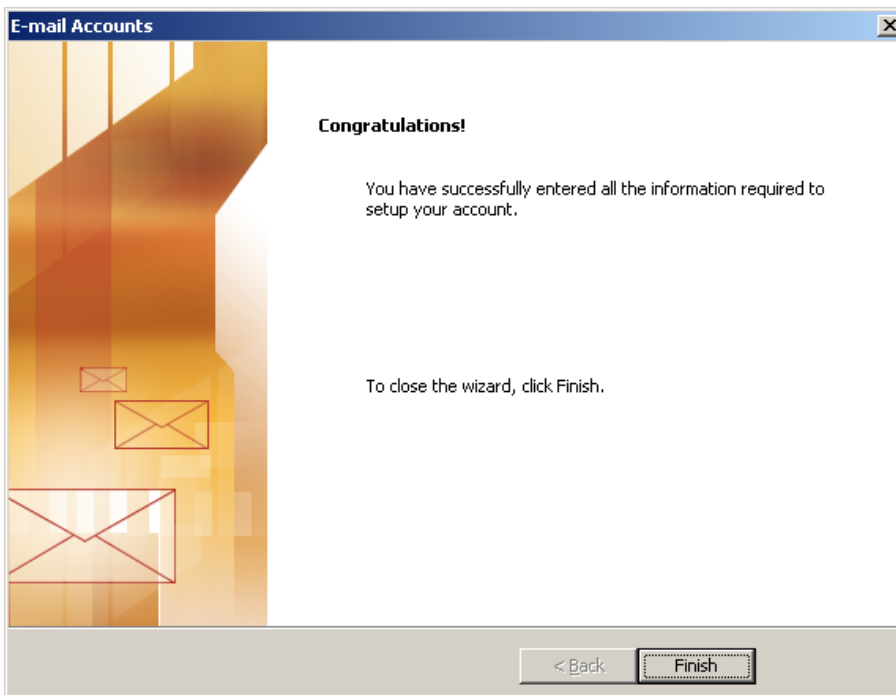 E-mail Accounts
Congratulations!
You have successfully entered all the information required to
setup your account.
To close the wizard, click Finish.
< Back
Finish